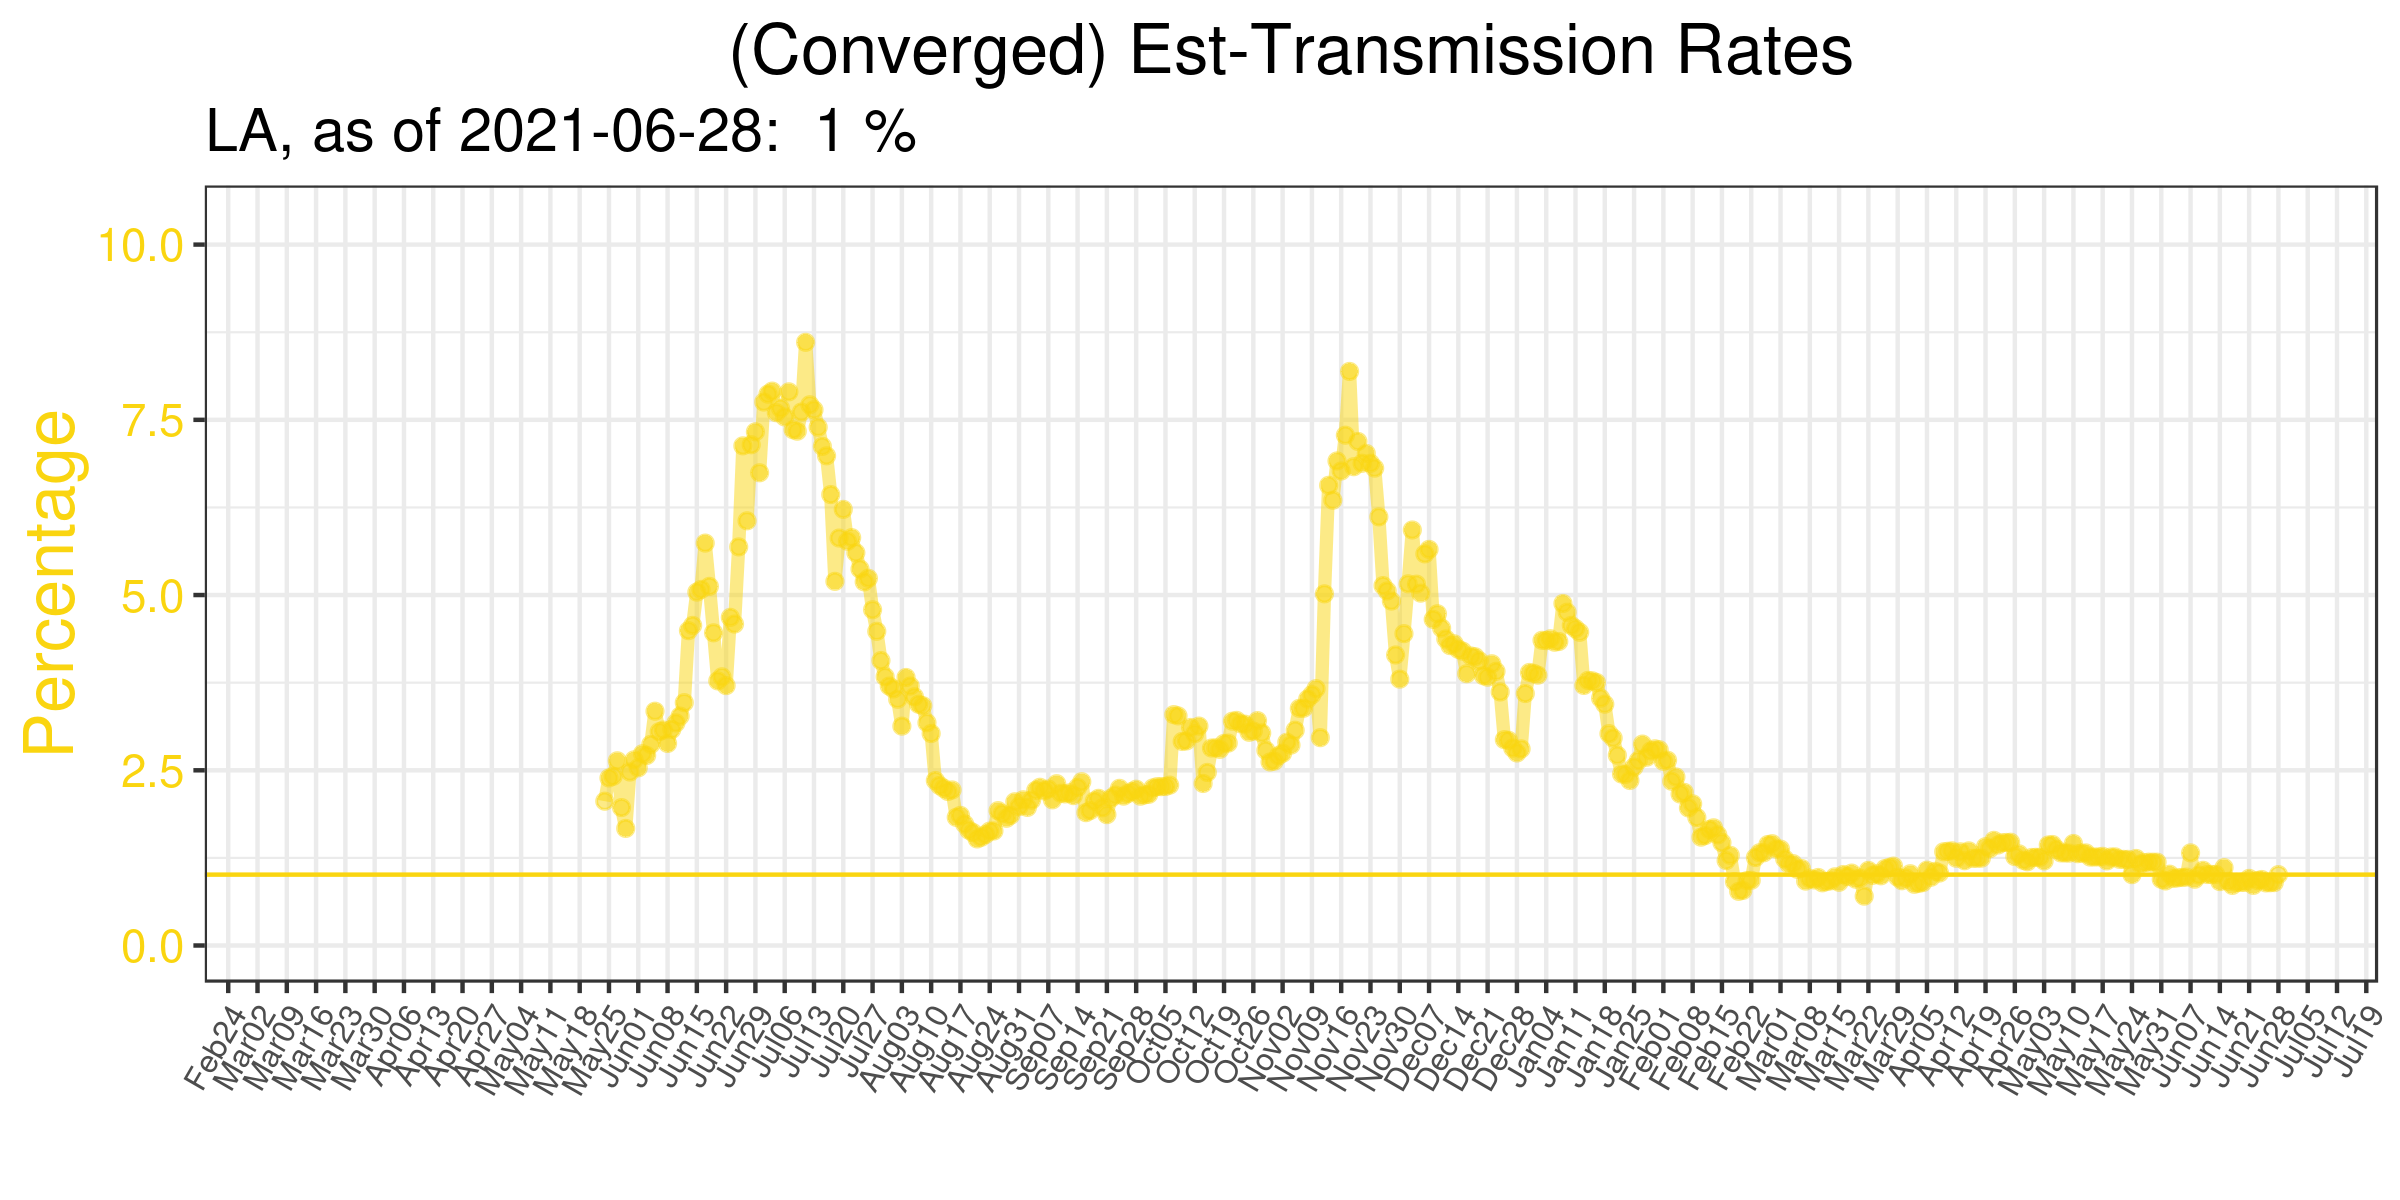 (Converged) Est-Transmission Rates
LA, as of 2021-06-28: 1 %
Percentage
10.0
7.5
5.0
2.5
0.0
Feb24
Mar02
Mar09
Mar16
Mar23
Mar30
Apr06
Apr13
Apr20
Apr27
May04
May11
May18
May25
Jun01
Jun08
Jun15
Jun22
Jun29
Jul06
Jul13
Jul20
Jul27
Aug03
Aug10
Aug17
Aug24
Aug31
Sep07
Sep14
Sep21
Sep28
Oct05
Oct12
Oct19
Oct26
Nov02
Nov09
Nov16
Nov23
Nov30
Dec07
Dec14
Dec21
Dec28
Jan04
Jan11
Jan18
Jan25
Feb01
Feb08
Feb15
Feb22
Mar01
Mar08
Mar15
Mar22
Mar29
Apr05
Apr12
Apr19
Apr26
May03
May10
May17
May24
May31
Jun07
Jun14
Jun21
Jun28
Jul05
Jul12
Jul19